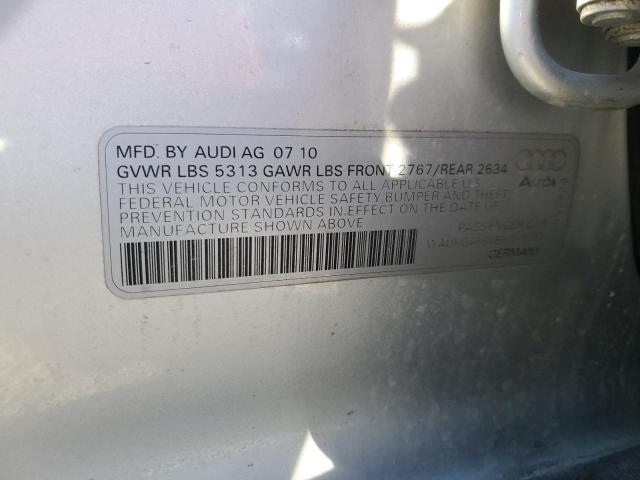 MFD. BY AUDI AG 07 10
GVWR LBS 5313 GAWR LBS FRONT 2767/REAR 2634
THIS VEHICLE CONFORMS TO ALL APPLICABLE U.S.
FEDERAL MOTOR VEHICLE SAFETY BUMPER AND THEFT
PREVENTION STANDARDS IN EFFECT ON THE DATE OF
MANUFACTURE SHOWN ABOVE
Audi
PASSENGER
GERMANY